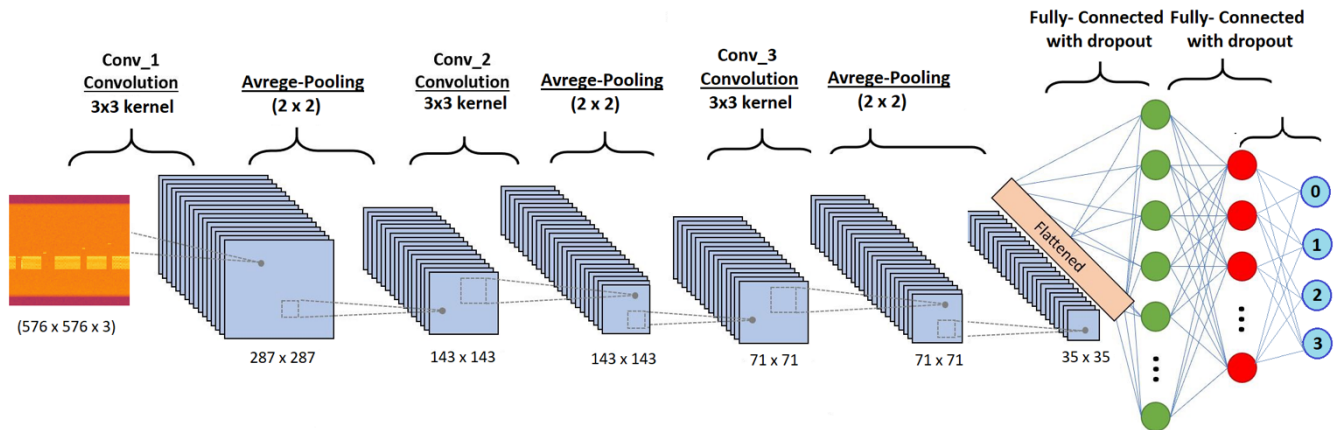 Conv_1
Convolution
3x3 kernel
Avrege-Pooling
(2 x 2)
Conv_2
Convolution
3x3 kernel
Avrege-Pooling
(2 x 2)
Conv_3
Convolution
3x3 kernel
Avrege-Pooling
(2 x 2)
Fully- Connected
with dropout
Fully- Connected
with dropout
(576 x 576 x 3)
287 x 287
143 x 143
143 x 143
71 x 71
71 x 71
35 x 35
Flattened
0
1
2
3